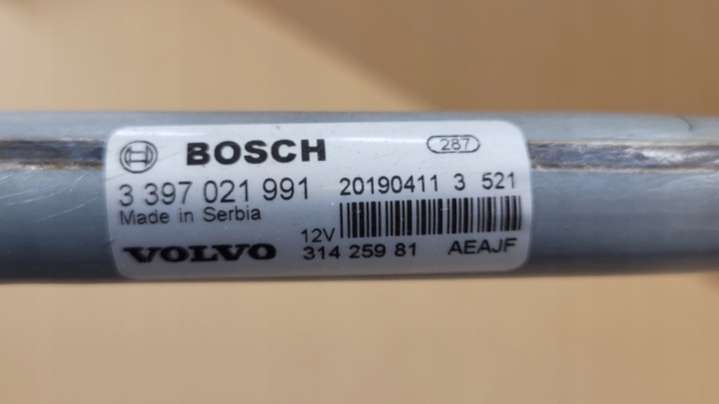 BOSCH 287
3 397 021 991 20190411 3 521
Made in Serbia
12V
VOLVO 314 259 81 AEAJF